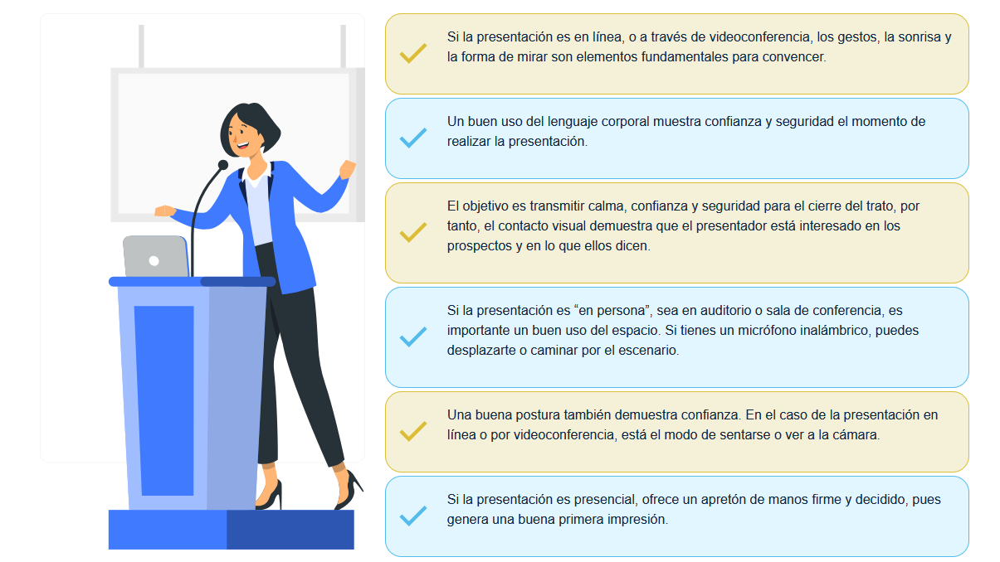 Si la presentación es en línea, o a través de videoconferencia, los gestos, la sonrisa y
la forma de mirar son elementos fundamentales para convencer.
Un buen uso del lenguaje corporal muestra confianza y seguridad el momento de
realizar la presentación.
El objetivo es transmitir calma, confianza y seguridad para el cierre del trato, por
tanto, el contacto visual demuestra que el presentador está interesado en los
prospectos y en lo que ellos dicen.
Si la presentación es “en persona”, sea en auditorio o sala de conferencia, es
importante un buen uso del espacio. Si tienes un micrófono inalámbrico, puedes
desplazarte o caminar por el escenario.
Una buena postura también demuestra confianza. En el caso de la presentación en
línea o por videoconferencia, está el modo de sentarse o ver a la cámara.
Si la presentación es presencial, ofrece un apretón de manos firme y decidido, pues
genera una buena primera impresión.